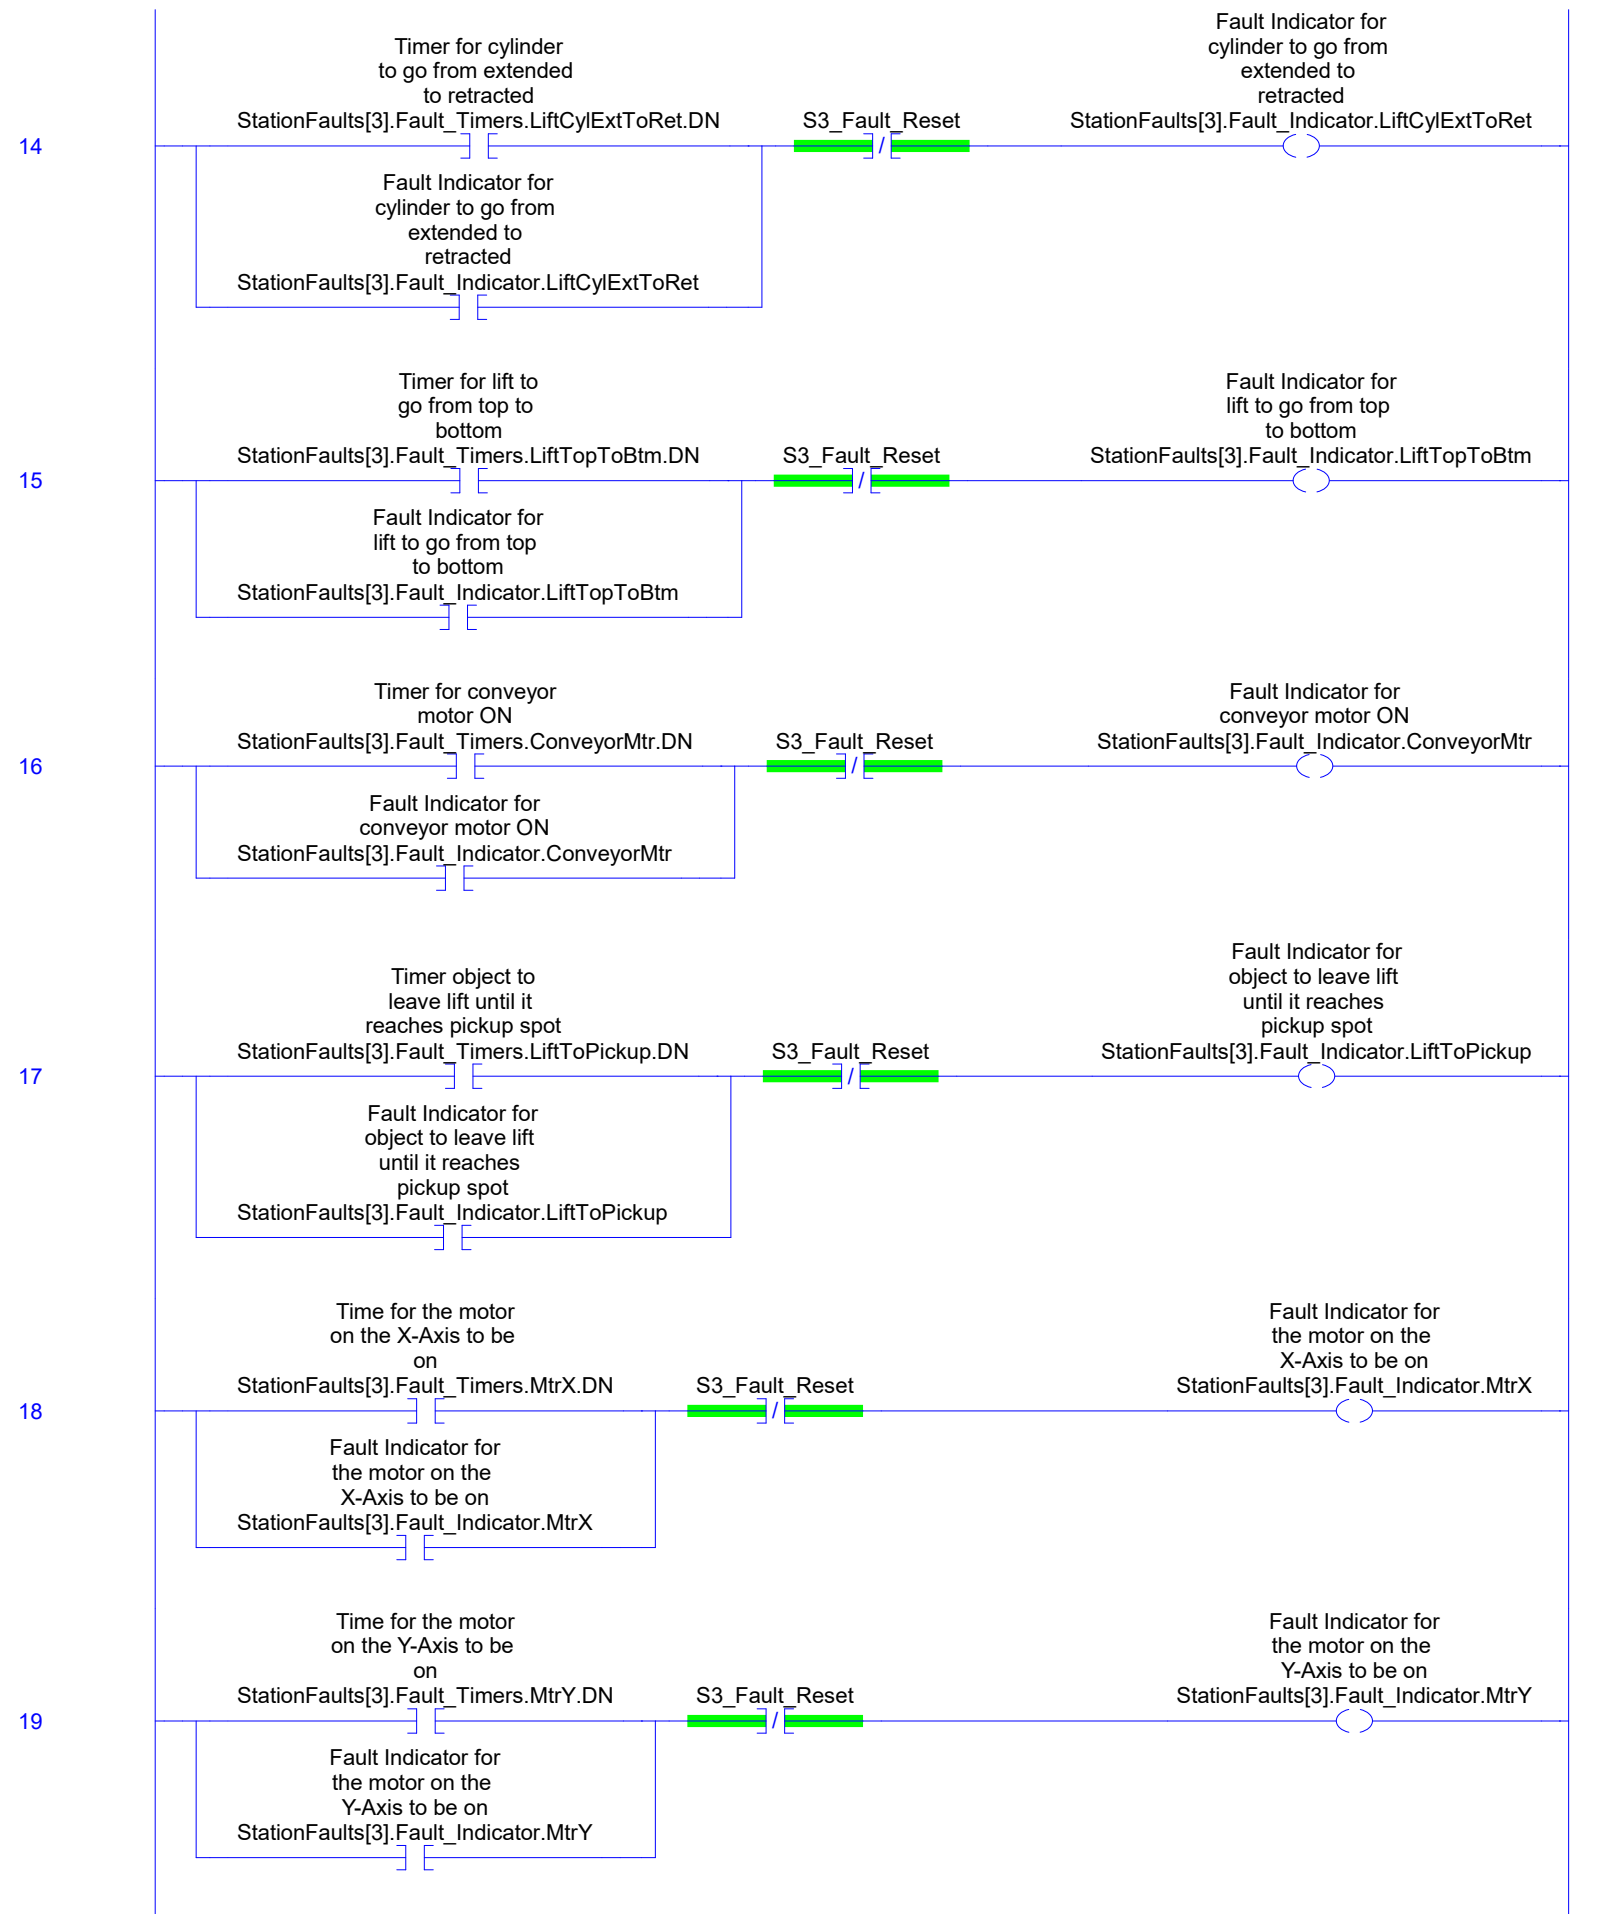 Timer for cylinder
to go from extended
to retracted
StationFaults[3].Fault_Timers.LiftCylExtToRet.DN
S3_Fault_Reset
Fault Indicator for
cylinder to go from
extended to
retracted
StationFaults[3].Fault_Indicator.LiftCylExtToRet
14
Fault Indicator for
cylinder to go from
extended to
retracted
StationFaults[3].Fault_Indicator.LiftCylExtToRet
Timer for lift to
go from top to
bottom
StationFaults[3].Fault_Timers.LiftTopToBtm.DN
S3_Fault_Reset
Fault Indicator for
lift to go from top
to bottom
StationFaults[3].Fault_Indicator.LiftTopToBtm
15
Fault Indicator for
lift to go from top
to bottom
StationFaults[3].Fault_Indicator.LiftTopToBtm
Timer for conveyor
motor ON
StationFaults[3].Fault_Timers.ConveyorMtr.DN
S3_Fault_Reset
Fault Indicator for
conveyor motor ON
StationFaults[3].Fault_Indicator.ConveyorMtr
16
Fault Indicator for
conveyor motor ON
StationFaults[3].Fault_Indicator.ConveyorMtr
Timer object to
leave lift until it
reaches pickup spot
StationFaults[3].Fault_Timers.LiftToPickup.DN
S3_Fault_Reset
Fault Indicator for
object to leave lift
until it reaches
pickup spot
StationFaults[3].Fault_Indicator.LiftToPickup
17
Fault Indicator for
object to leave lift
until it reaches
pickup spot
StationFaults[3].Fault_Indicator.LiftToPickup
Time for the motor
on the X-Axis to be
on
StationFaults[3].Fault_Timers.MtrX.DN
S3_Fault_Reset
Fault Indicator for
the motor on the
X-Axis to be on
StationFaults[3].Fault_Indicator.MtrX
18
Fault Indicator for
the motor on the
X-Axis to be on
StationFaults[3].Fault_Indicator.MtrX
Time for the motor
on the Y-Axis to be
on
StationFaults[3].Fault_Timers.MtrY.DN
S3_Fault_Reset
Fault Indicator for
the motor on the
Y-Axis to be on
StationFaults[3].Fault_Indicator.MtrY
19
Fault Indicator for
the motor on the
Y-Axis to be on
StationFaults[3].Fault_Indicator.MtrY